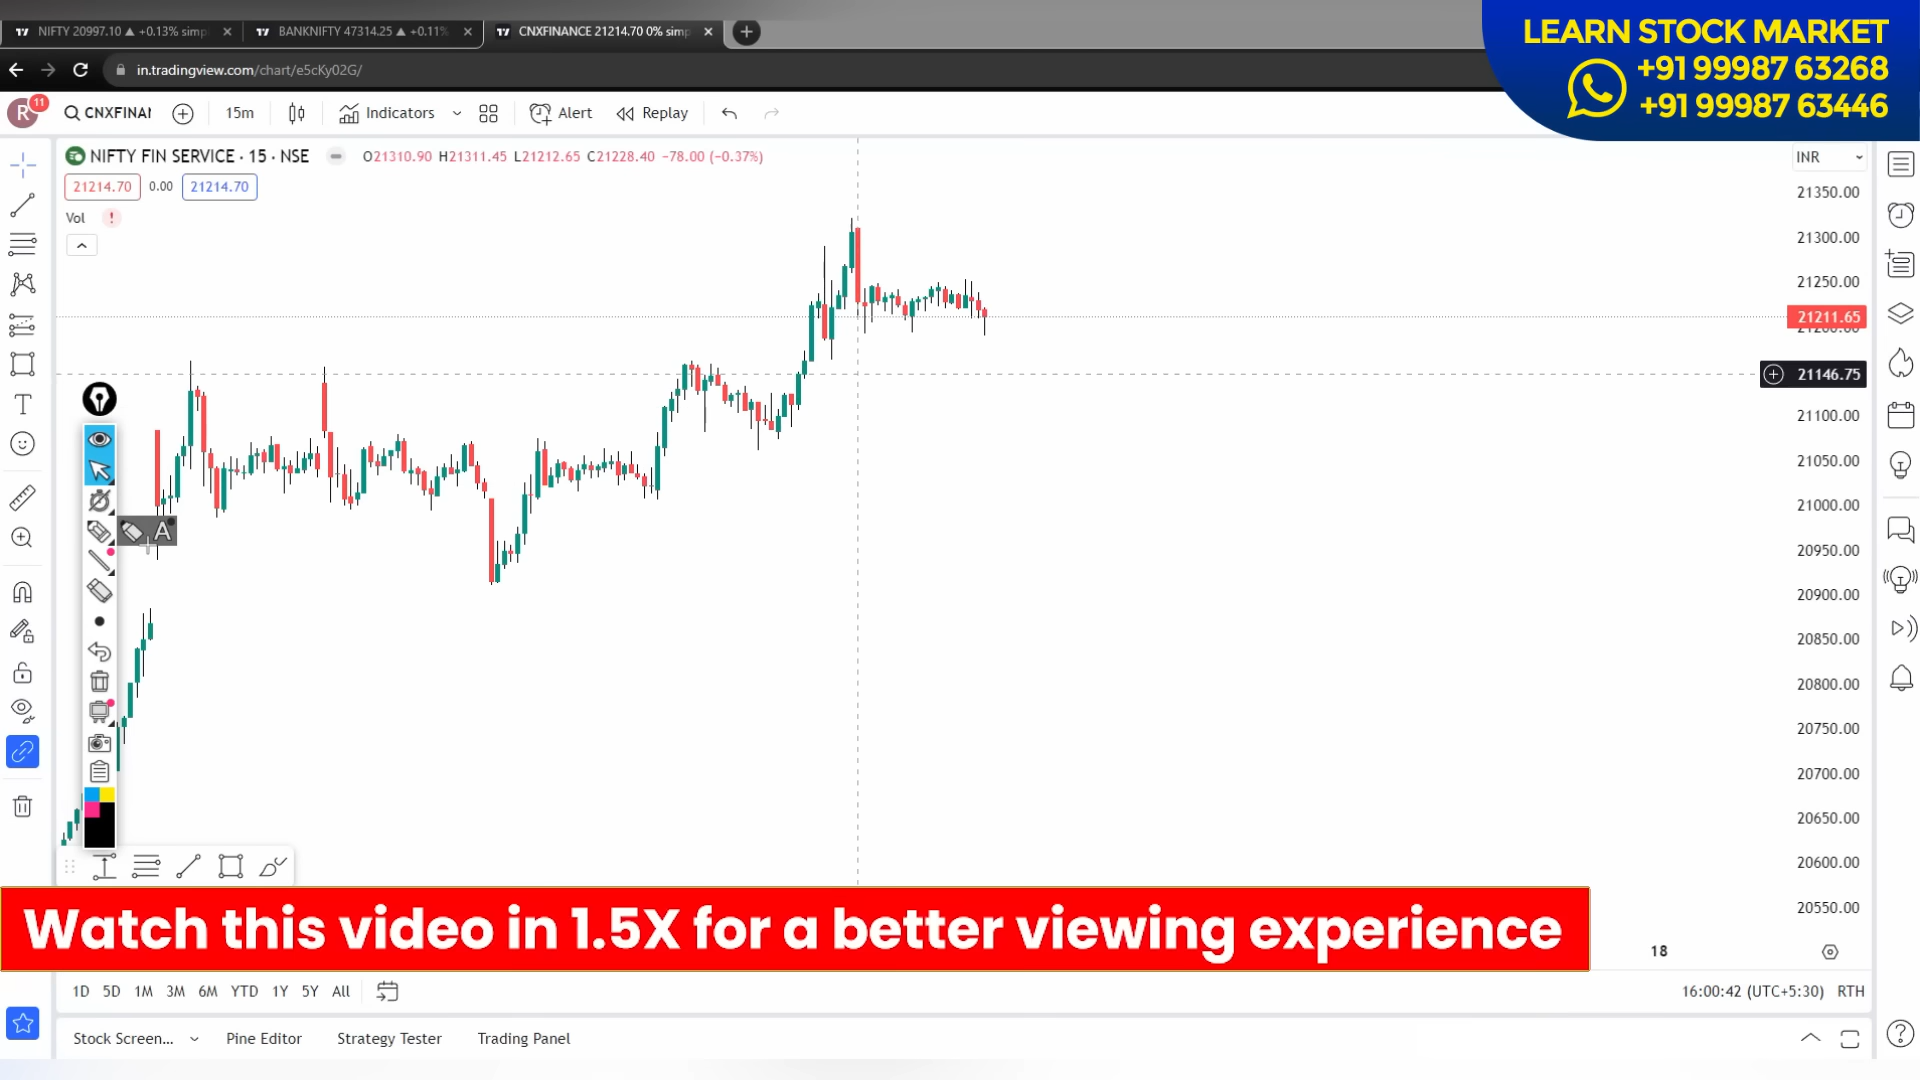 NIFTY 20997.10 ▲ +0.13% simp
BANKNIFTY 47314.25 ▲ +0.11%
CNXFINANCE 21214.70 0% simp
LEARN STOCK MARKET
+91 99987 63268
+91 99987 63446
in.tradingview.com/chart/e5cKy02G/
R 11
CNXFINAN
15m
Indicators
Alert
Replay
NIFTY FIN SERVICE · 15 · NSE
O21310.90 H21311.45 L21212.65 C21228.40 −78.00 (−0.37%)
INR
21214.70 0.00 21214.70
Vol !
21350.00
21300.00
21250.00
21211.65
21200.00
21146.75
21100.00
21050.00
21000.00
20950.00
20900.00
20850.00
20800.00
20750.00
20700.00
20650.00
20600.00
20550.00
A
Watch this video in 1.5X for a better viewing experience
18
1D 5D 1M 3M 6M YTD 1Y 5Y All
16:00:42 (UTC+5:30) RTH
Stock Screen... Pine Editor Strategy Tester Trading Panel